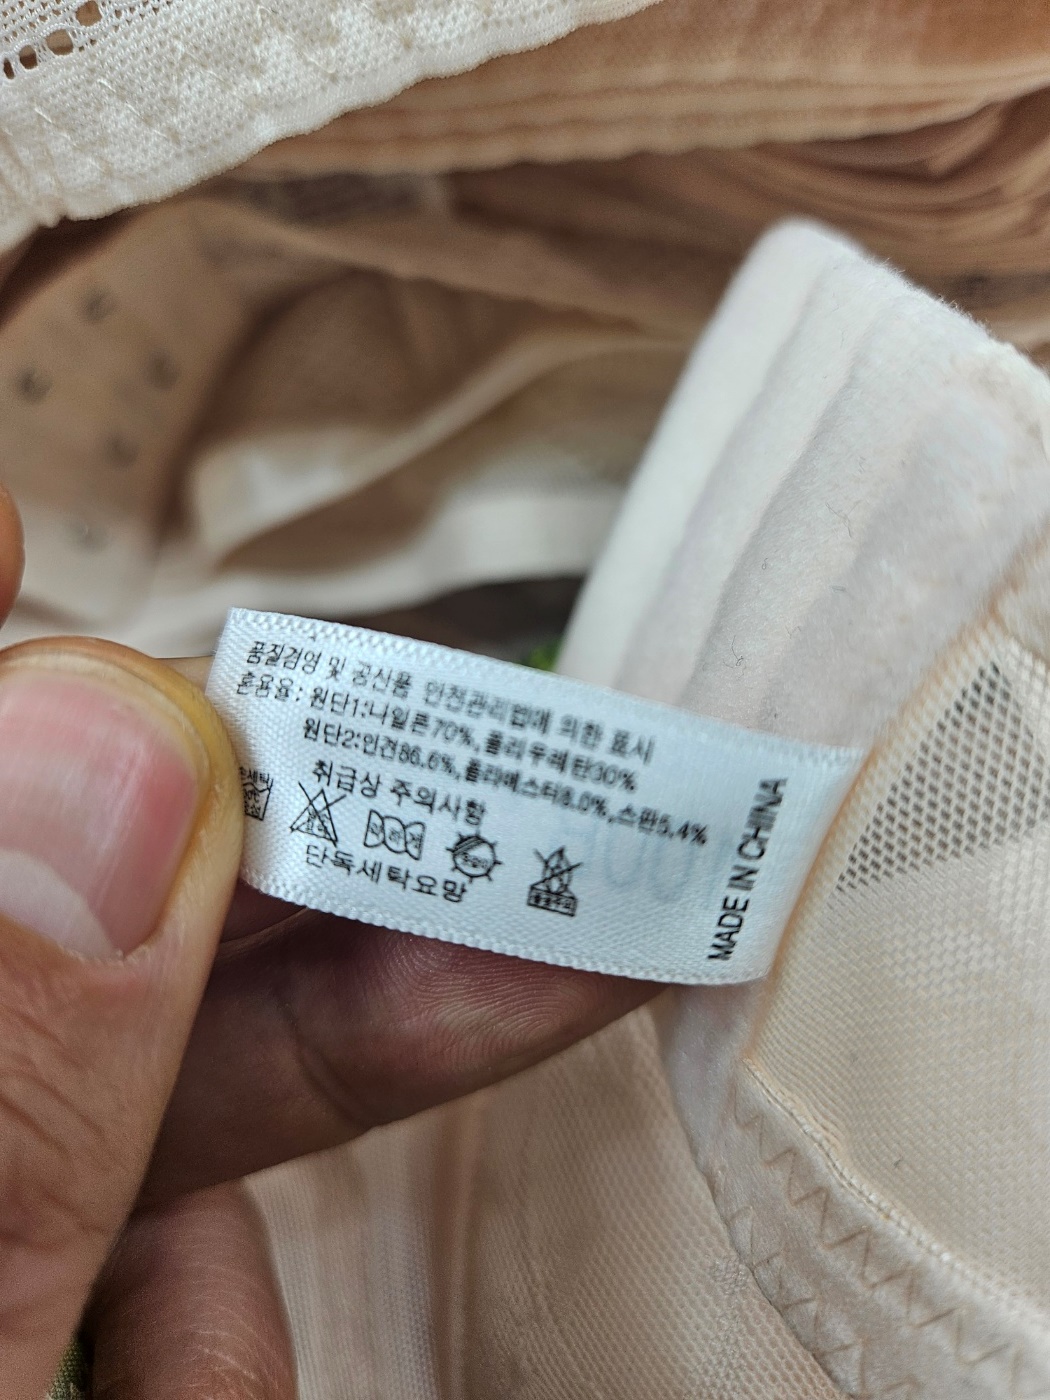 품질경영 및 공산품 안전관리법에 의한 표시
혼용율: 원단1:나일론70%, 폴리우레탄30%
원단2:인견86.6%,폴리에스터8.0%,스판5.4%
취급상 주의사항
단독세탁요망
MADE IN CHINA